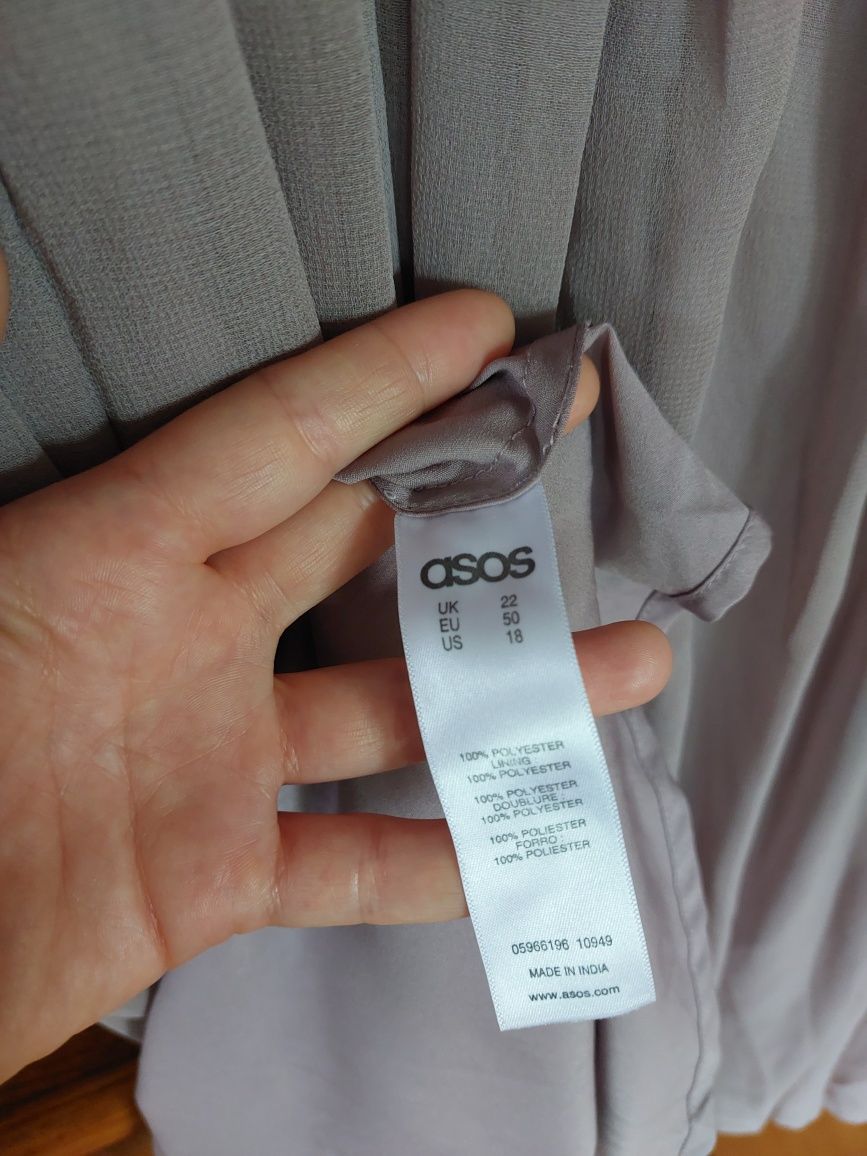 asos
UK 22
EU 50
US 18
100% POLYESTER
LINING
100% POLYESTER
100% POLYESTER
DOUBLURE :
100% POLYESTER
100% POLIESTER
FORRO :
100% POLIESTER
05966196 10949
MADE IN INDIA
www.asos.com